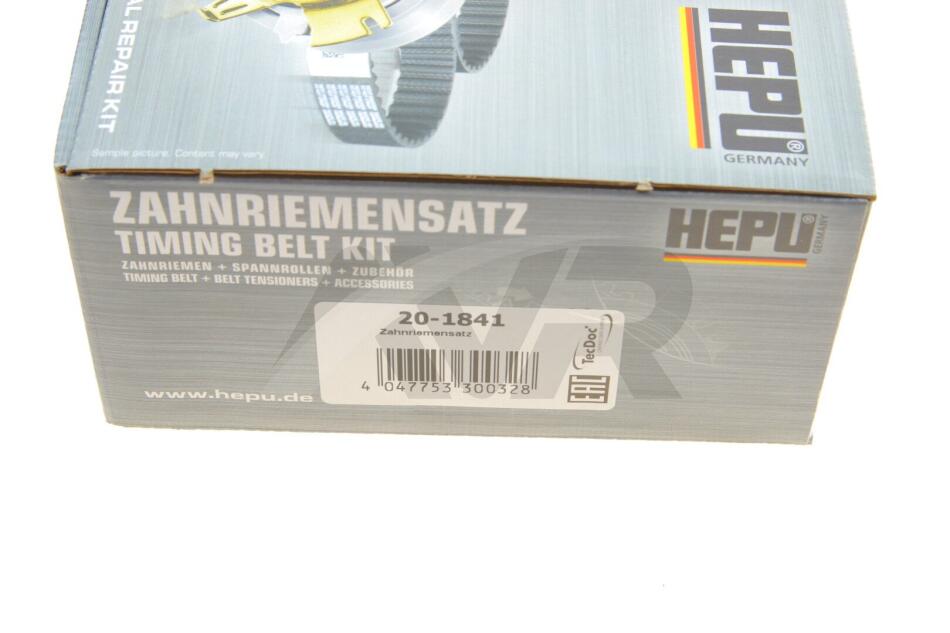 AL REPAIR KIT
HEPU®
GERMANY
Sample picture. Content may vary.
ZAHNRIEMENSATZ
TIMING BELT KIT
ZAHNRIEMEN + SPANNROLLEN + ZUBEHÖR
TIMING BELT + BELT TENSIONERS + ACCESSORIES
HEPU®
GERMANY
20-1841
Zahnriemensatz
4 047753 300328
TecDoc
EAC
www.hepu.de
VR